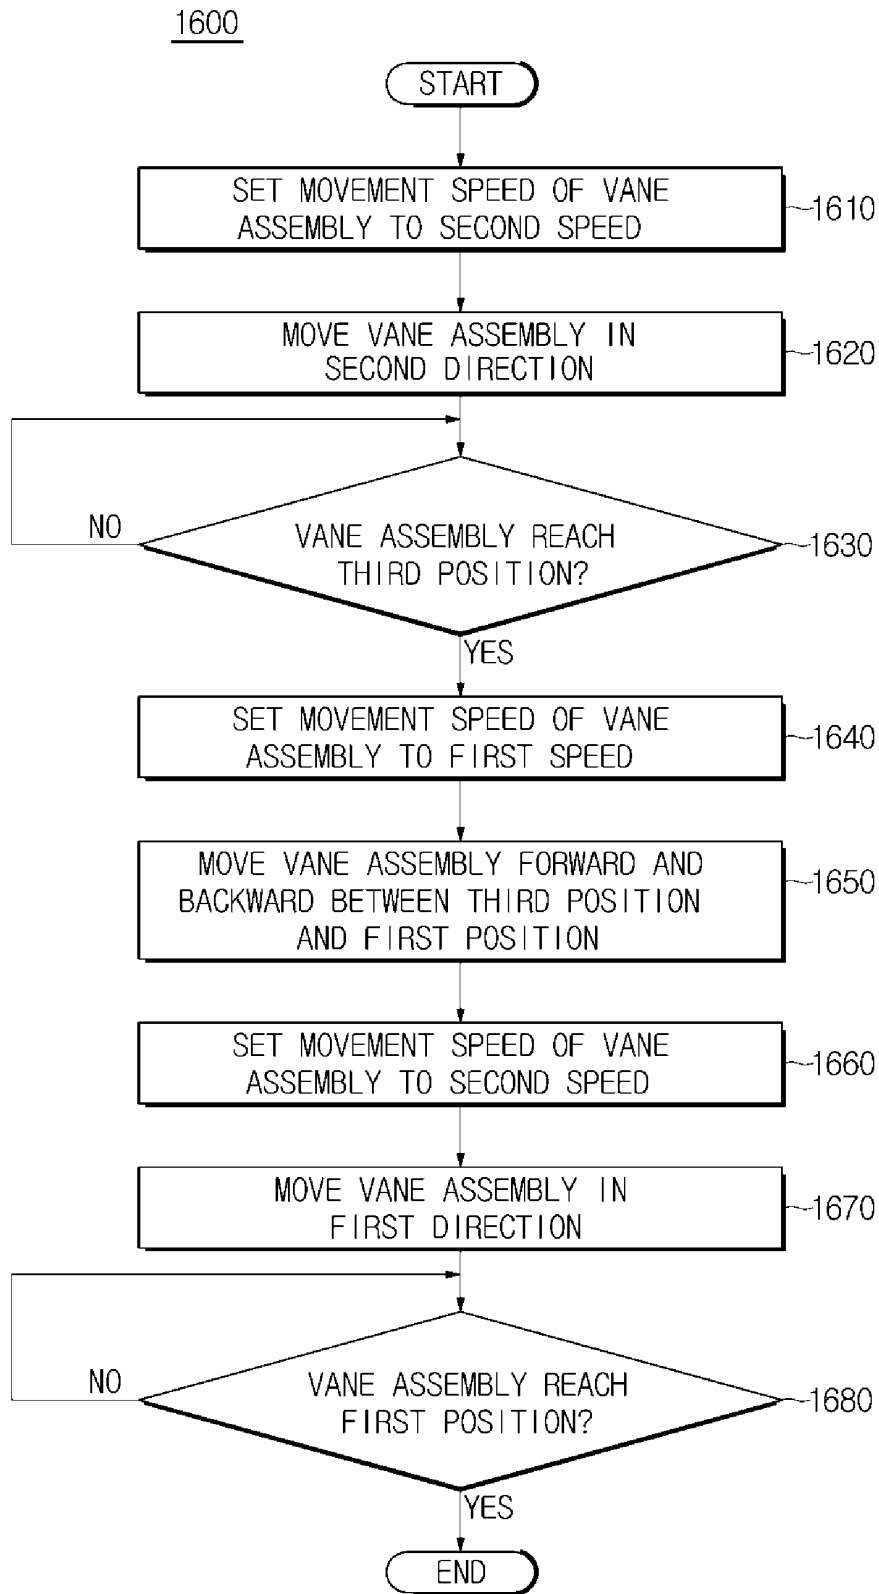 1600
START
SET MOVEMENT SPEED OF VANE
ASSEMBLY TO SECOND SPEED
1610
MOVE VANE ASSEMBLY IN
SECOND DIRECTION
1620
NO
VANE ASSEMBLY REACH
THIRD POSITION?
1630
YES
SET MOVEMENT SPEED OF VANE
ASSEMBLY TO FIRST SPEED
1640
MOVE VANE ASSEMBLY FORWARD AND
BACKWARD BETWEEN THIRD POSITION
AND FIRST POSITION
1650
SET MOVEMENT SPEED OF VANE
ASSEMBLY TO SECOND SPEED
1660
MOVE VANE ASSEMBLY IN
FIRST DIRECTION
1670
NO
VANE ASSEMBLY REACH
FIRST POSITION?
1680
YES
END